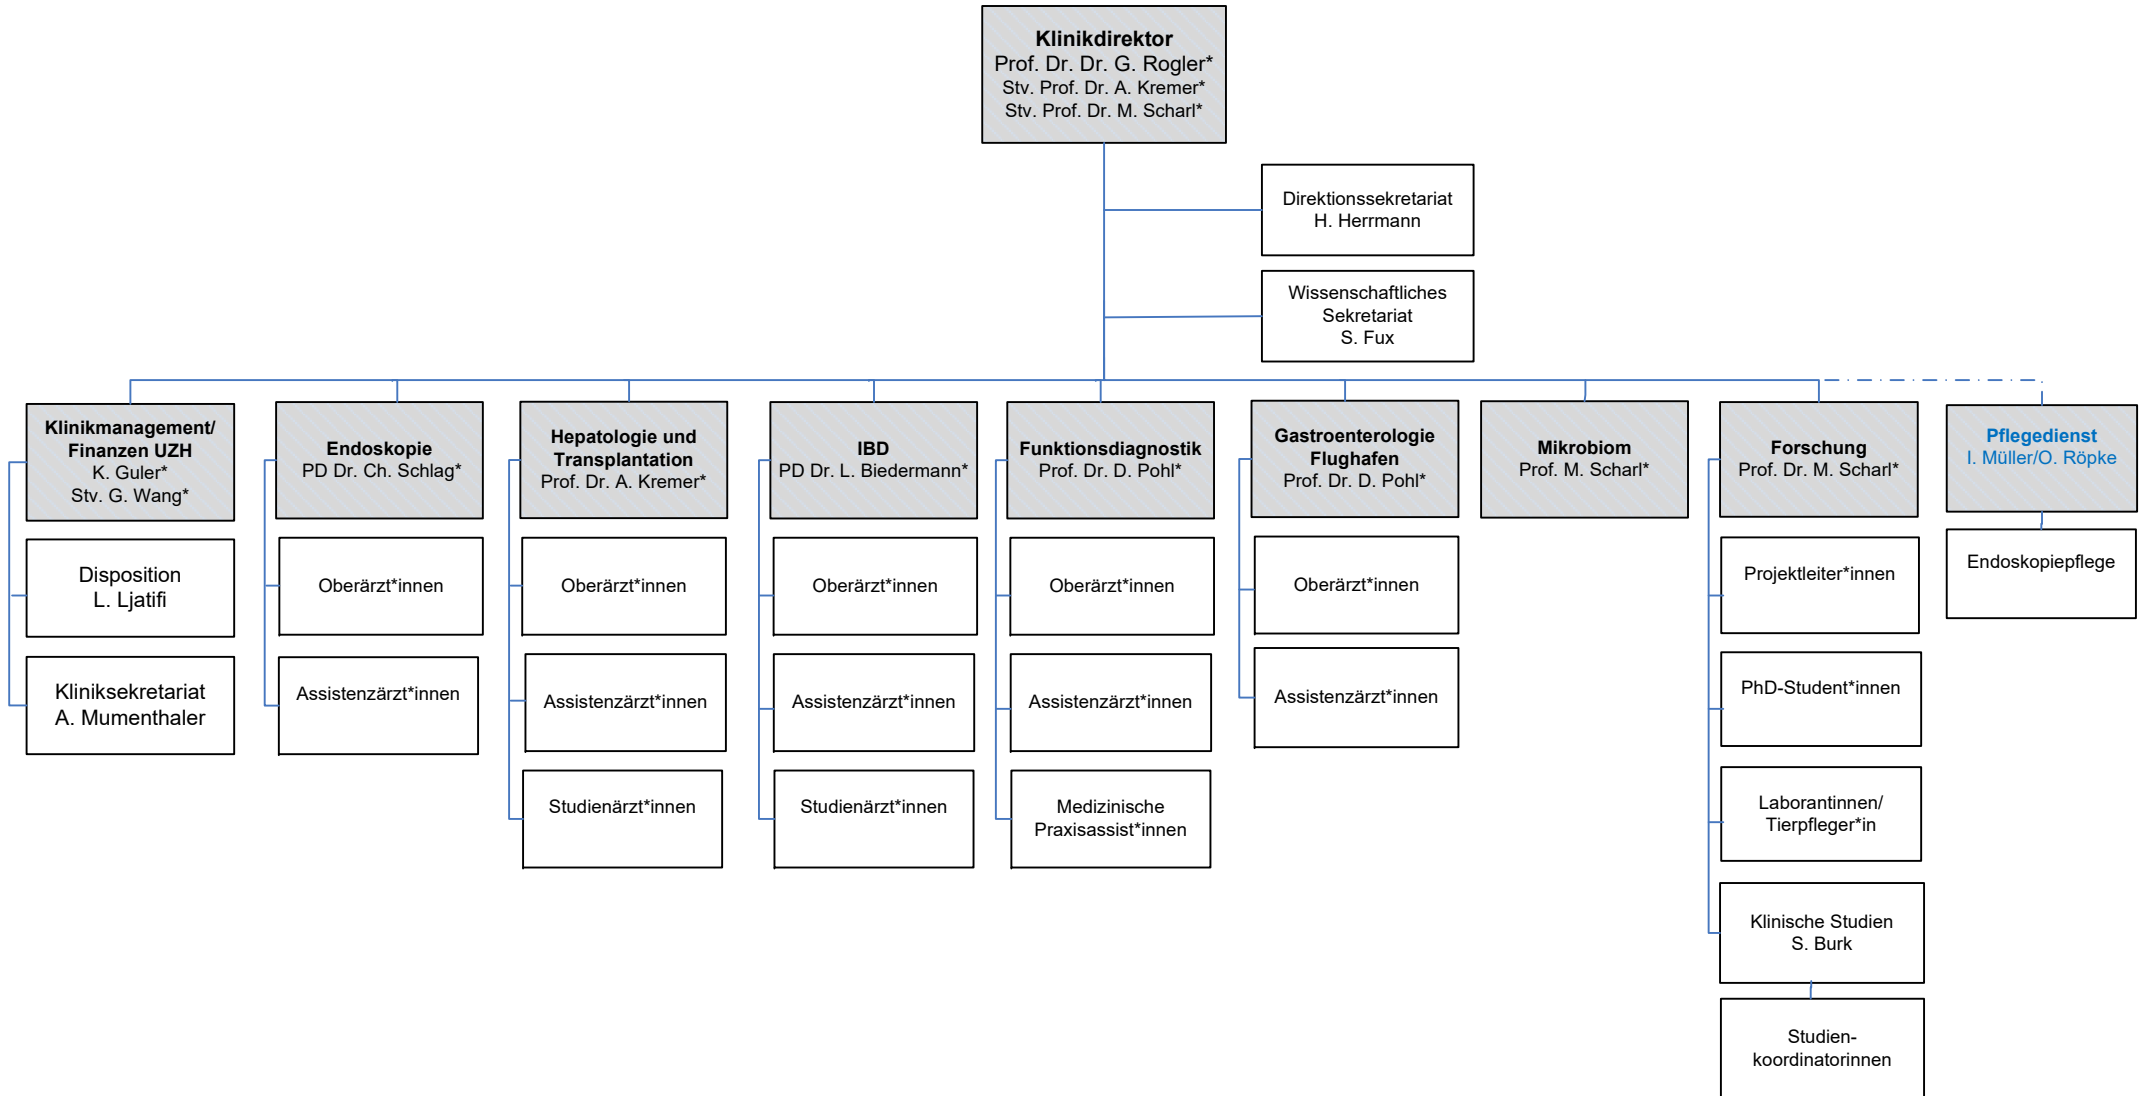 Klinikdirektor
Prof. Dr. Dr. G. Rogler*
Stv. Prof. Dr. A. Kremer*
Stv. Prof. Dr. M. Scharl*
Direktionssekretariat
H. Herrmann
Wissenschaftliches
Sekretariat
S. Fux
Klinikmanagement/
Finanzen UZH
K. Guler*
Stv. G. Wang*
Disposition
L. Ljatifi
Kliniksekretariat
A. Mumenthaler
Endoskopie
PD Dr. Ch. Schlag*
Oberärzt*innen
Assistenzärzt*innen
Hepatologie und
Transplantation
Prof. Dr. A. Kremer*
Oberärzt*innen
Assistenzärzt*innen
Studienärzt*innen
IBD
PD Dr. L. Biedermann*
Oberärzt*innen
Assistenzärzt*innen
Studienärzt*innen
Funktionsdiagnostik
Prof. Dr. D. Pohl*
Oberärzt*innen
Assistenzärzt*innen
Medizinische
Praxisassist*innen
Gastroenterologie
Flughafen
Prof. Dr. D. Pohl*
Oberärzt*innen
Assistenzärzt*innen
Mikrobiom
Prof. M. Scharl*
Forschung
Prof. Dr. M. Scharl*
Projektleiter*innen
PhD-Student*innen
Laborantinnen/
Tierpfleger*in
Klinische Studien
S. Burk
Studien-
koordinatorinnen
Pflegedienst
I. Müller/O. Röpke
Endoskopiepflege